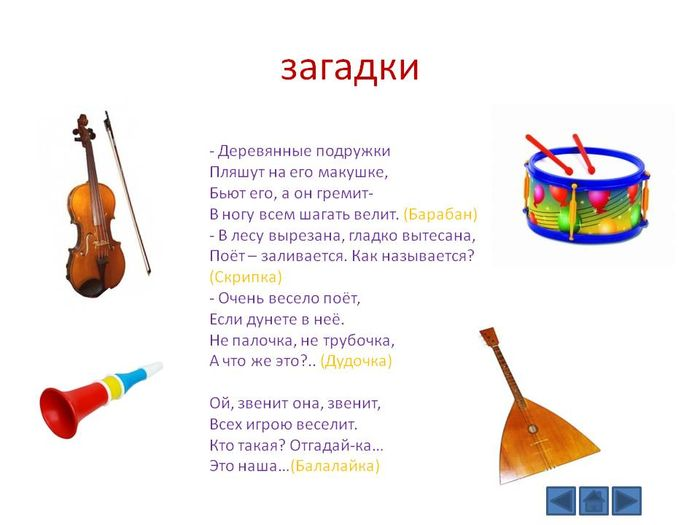 загадки
- Деревянные подружки
Пляшут на его макушке,
Бьют его, а он гремит-
В ногу всем шагать велит. (Барабан)
- В лесу вырезана, гладко вытесана,
Поёт – заливается. Как называется?
(Скрипка)
- Очень весело поёт,
Если дунете в неё.
Не палочка, не трубочка,
А что же это?.. (Дудочка)
Ой, звенит она, звенит,
Всех игрою веселит.
Кто такая? Отгадай-ка…
Это наша…(Балалайка)